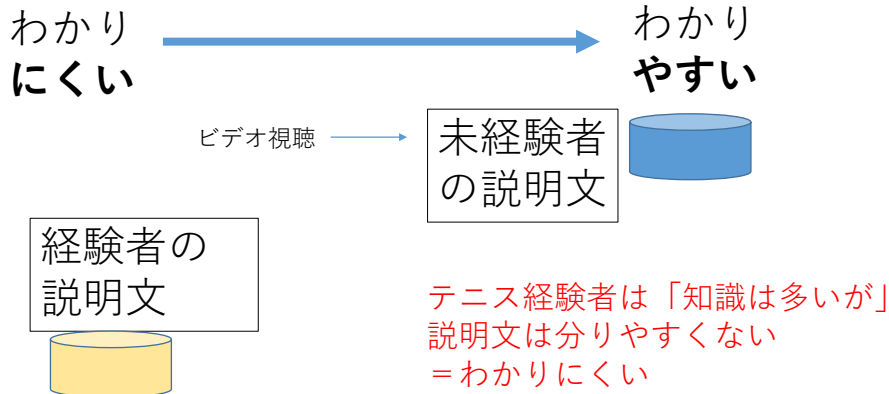 わかり
にくい
わかり
やすい
ビデオ視聴
未経験者
の説明文
経験者の
説明文
テニス経験者は「知識は多いが」
説明文は分りやすくない
＝わかりにくい